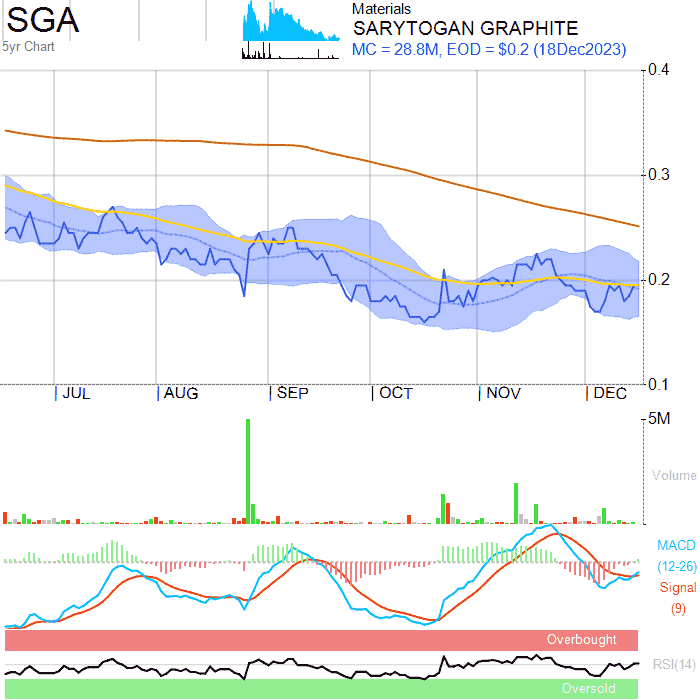 SGA
5yr Chart
Materials
SARYTOGAN GRAPHITE
MC = 28.8M, EOD = $0.2 (18Dec2023)
0.4
0.3
0.2
0.1
JUL AUG SEP OCT NOV DEC
5M
Volume
MACD
(12-26)
Signal
(9)
Overbought
RSI(14)
Oversold